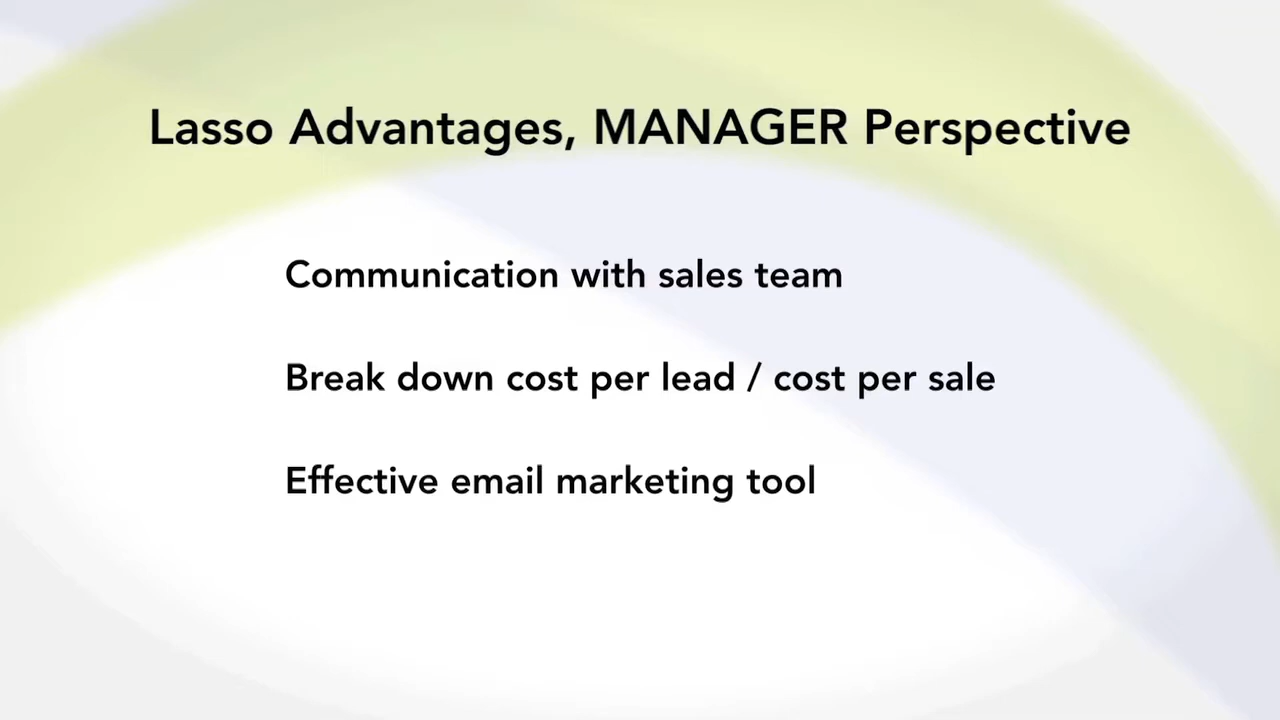 Lasso Advantages, MANAGER Perspective
Communication with sales team
Break down cost per lead / cost per sale
Effective email marketing tool